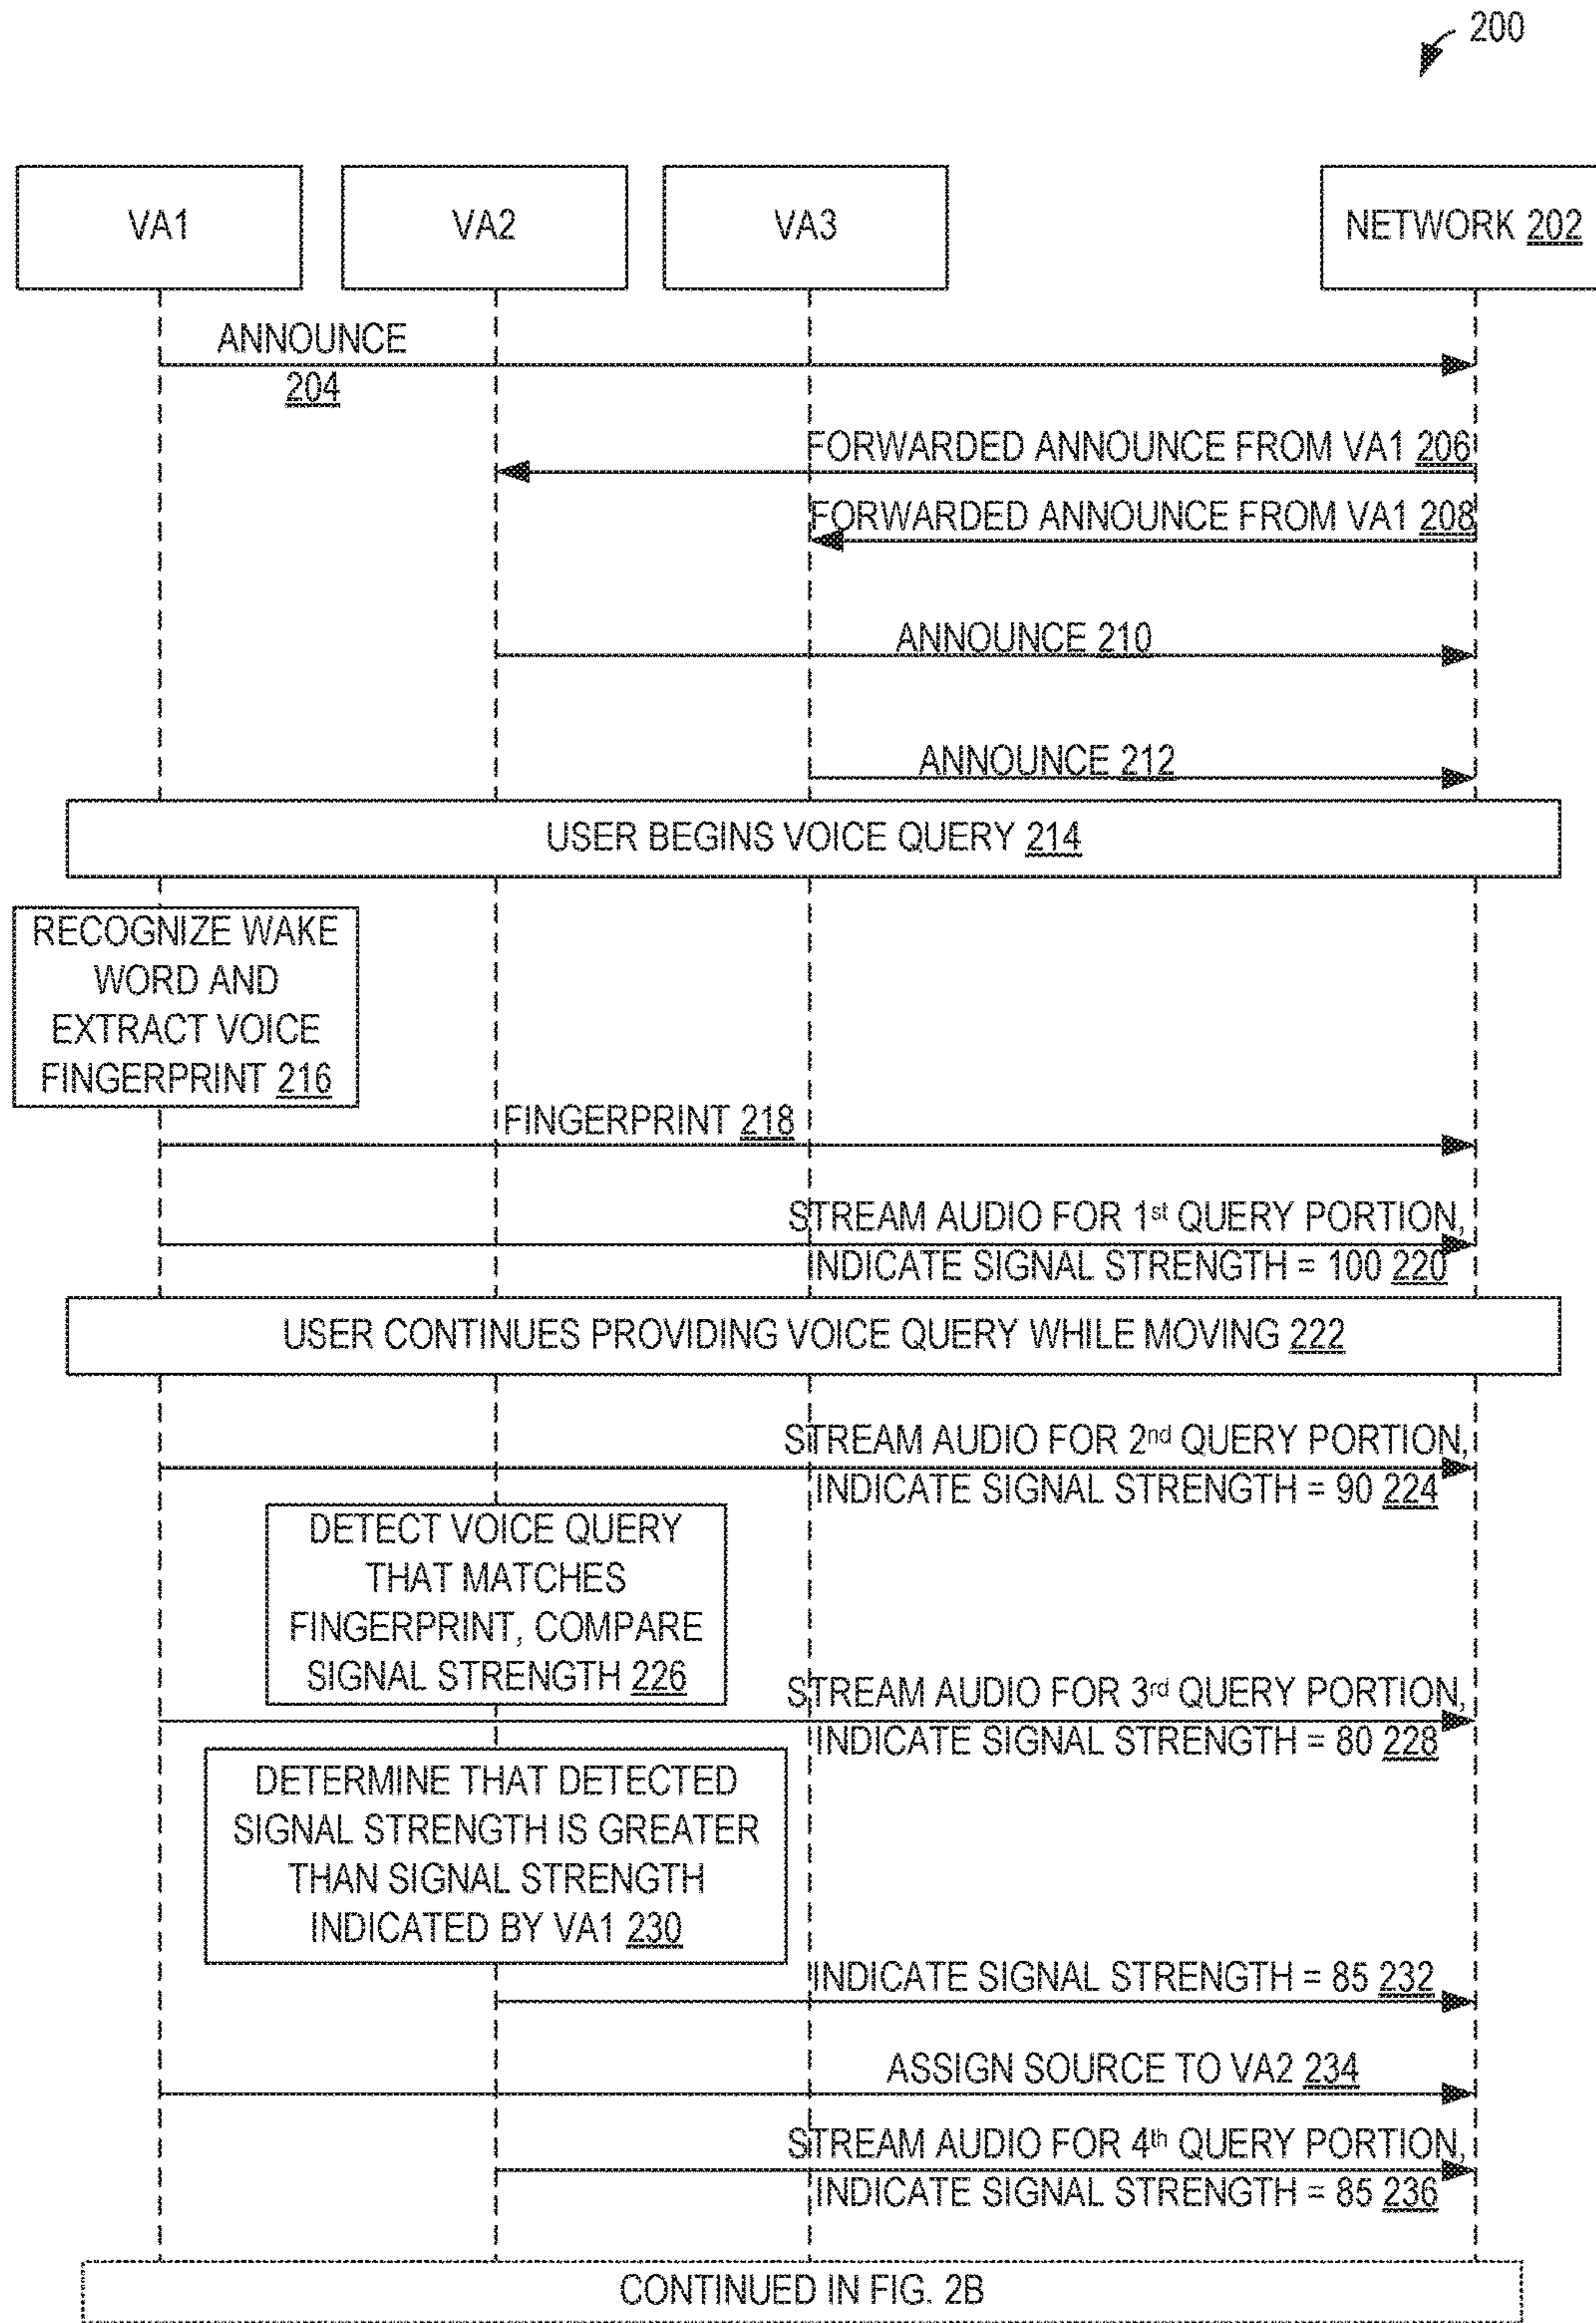 200
VA1
VA2
VA3
NETWORK 202
ANNOUNCE
204
FORWARDED ANNOUNCE FROM VA1 206
FORWARDED ANNOUNCE FROM VA1 208
ANNOUNCE 210
ANNOUNCE 212
USER BEGINS VOICE QUERY 214
RECOGNIZE WAKE
WORD AND
EXTRACT VOICE
FINGERPRINT 216
FINGERPRINT 218
STREAM AUDIO FOR 1st QUERY PORTION,
INDICATE SIGNAL STRENGTH = 100 220
USER CONTINUES PROVIDING VOICE QUERY WHILE MOVING 222
STREAM AUDIO FOR 2nd QUERY PORTION,
INDICATE SIGNAL STRENGTH = 90 224
DETECT VOICE QUERY
THAT MATCHES
FINGERPRINT, COMPARE
SIGNAL STRENGTH 226
STREAM AUDIO FOR 3rd QUERY PORTION,
INDICATE SIGNAL STRENGTH = 80 228
DETERMINE THAT DETECTED
SIGNAL STRENGTH IS GREATER
THAN SIGNAL STRENGTH
INDICATED BY VA1 230
INDICATE SIGNAL STRENGTH = 85 232
ASSIGN SOURCE TO VA2 234
STREAM AUDIO FOR 4th QUERY PORTION,
INDICATE SIGNAL STRENGTH = 85 236
CONTINUED IN FIG. 2B